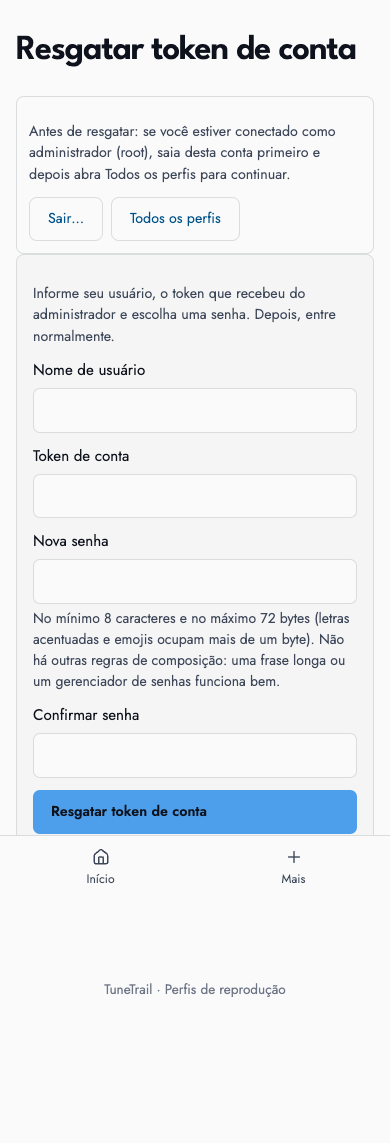 Resgatar token de conta
Antes de resgatar: se você estiver conectado como
administrador (root), saia desta conta primeiro e
depois abra Todos os perfis para continuar.
Sair...
Todos os perfis
Informe seu usuário, o token que recebeu do
administrador e escolha uma senha. Depois, entre
normalmente.
Nome de usuário
Token de conta
Nova senha
No mínimo 8 caracteres e no máximo 72 bytes (letras
acentuadas e emojis ocupam mais de um byte). Não
há outras regras de composição: uma frase longa ou
um gerenciador de senhas funciona bem.
Confirmar senha
Resgatar token de conta
Início
Mais
TuneTrail · Perfis de reprodução